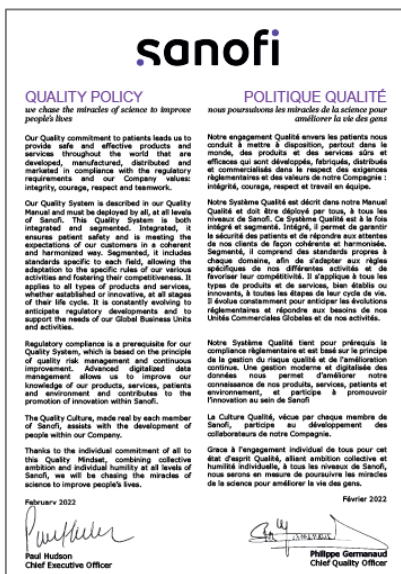 sanofi
QUALITY POLICY
we chase the miracles of science to improve
people's lives
Our Quality commitment to patients leads us to
provide safe and effective products and
services throughout the world that are
developed, manufactured, distributed and
marketed in compliance with the regulatory
requirements and our Company values:
integrity, courage, respect and teamwork.
Our Quality System is described in our Quality
Manual and must be deployed by all, at all levels
of Sanofi. This Quality System is both
integrated and segmented. Integrated, it
ensures patient safety and is meeting the
expectations of our customers in a coherent
and harmonized way. Segmented, it includes
standards specific to each field, allowing the
adaptation to the specific rules of our various
activities and fostering their competitiveness. It
applies to all types of products and services,
whether established or innovative, at all stages
of their life cycle. It is constantly evolving to
anticipate regulatory developments and to
support the needs of our Global Business Units
and activities.
Regulatory compliance is a prerequisite for our
Quality System, which is based on the principle
of quality risk management and continuous
improvement. Advanced digitalized data
management allows us to improve our
knowledge of our products, services, patients
and environment and contributes to the
promotion of innovation within Sanofi.
The Quality Culture, made real by each member
of Sanofi, assists with the development of
people within our Company.
Thanks to the individual commitment of all to
this Quality Mindset, combining collective
ambition and individual humility at all levels of
Sanofi, we will be chasing the miracles of
science to improve people's lives.
February 2022
Paul Hudson
Chief Executive Officer
POLITIQUE QUALITÉ
nous poursuivons les miracles de la science pour
améliorer la vie des gens
Notre engagement Qualité envers les patients nous
conduit à mettre à disposition, partout dans le
monde, des produits et des services sûrs et
efficaces qui sont développés, fabriqués, distribués
et commercialisés dans le respect des exigences
réglementaires et des valeurs de notre Compagnie :
intégrité, courage, respect et travail en équipe.
Notre Système Qualité est décrit dans notre Manuel
Qualité et doit être déployé par tous, à tous les
niveaux de Sanofi. Ce Système Qualité est à la fois
intégré et segmenté. Intégré, il permet de garantir
la sécurité des patients et de répondre aux attentes
de nos clients de façon cohérente et harmonisée.
Segmenté, il comprend des standards propres à
chaque domaine, afin de s'adapter aux règles
spécifiques de nos différentes activités et de
favoriser leur compétitivité. Il s'applique à tous les
types de produits et de services, bien établis ou
innovants, à toutes les étapes de leur cycle de vie.
Il évolue constamment pour anticiper les évolutions
réglementaires et répondre aux besoins de nos
Unités Commerciales Globales et de nos activités.
Notre Système Qualité tient pour prérequis la
compliance réglementaire et est basé sur le principe
de la gestion du risque qualité et de l'amélioration
continue. Une gestion moderne et digitalisée des
données nous permet d'améliorer notre
connaissance de nos produits, services, patients et
environnement, et participe à promouvoir
l'innovation au sein de Sanofi
La Culture Qualité, vécue par chaque membre de
Sanofi, participe au développement des
collaborateurs de notre Compagnie.
Grace à l'engagement individuel de tous pour cet
état d'esprit Qualité, alliant ambition collective et
humilité individuelle, à tous les niveaux de Sanofi,
nous serons en mesure de poursuivre les miracles
de la science pour améliorer la vie des gens.
Février 2022
Philippe Germanaud
Chief Quality Officer